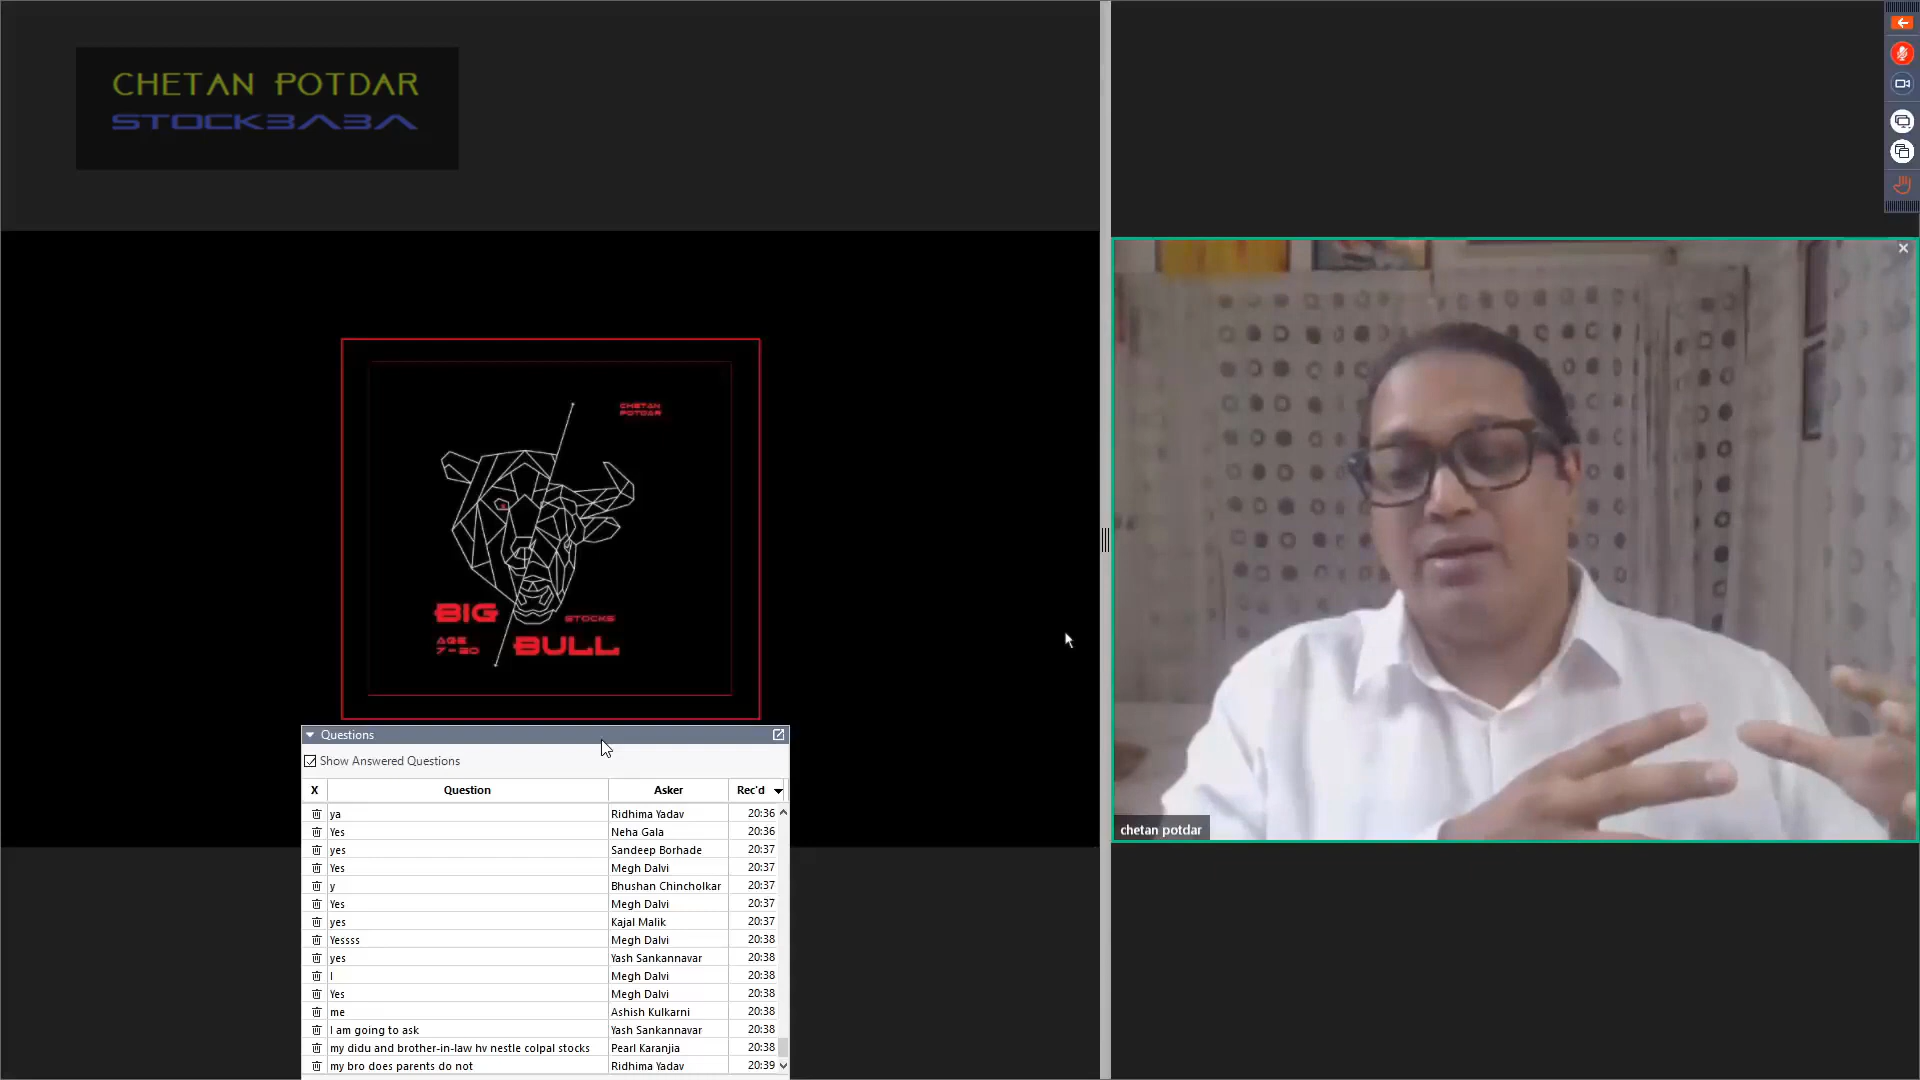 CHETAN POTDAR
STOCKBABA
CHETAN
POTDAR
BIG
STOCKS
AGE
7-20
BULL
Questions
Show Answered Questions
X Question Asker Rec'd
ya Ridhima Yadav 20:36
Yes Neha Gala 20:36
yes Sandeep Borhade 20:37
Yes Megh Dalvi 20:37
y Bhushan Chincholkar 20:37
Yes Megh Dalvi 20:37
yes Kajal Malik 20:37
Yessss Megh Dalvi 20:38
yes Yash Sankannavar 20:38
I Megh Dalvi 20:38
Yes Megh Dalvi 20:38
me Ashish Kulkarni 20:38
I am going to ask Yash Sankannavar 20:38
my didu and brother-in-law hv nestle colpal stocks Pearl Karanjia 20:38
my bro does parents do not Ridhima Yadav 20:39
chetan potdar